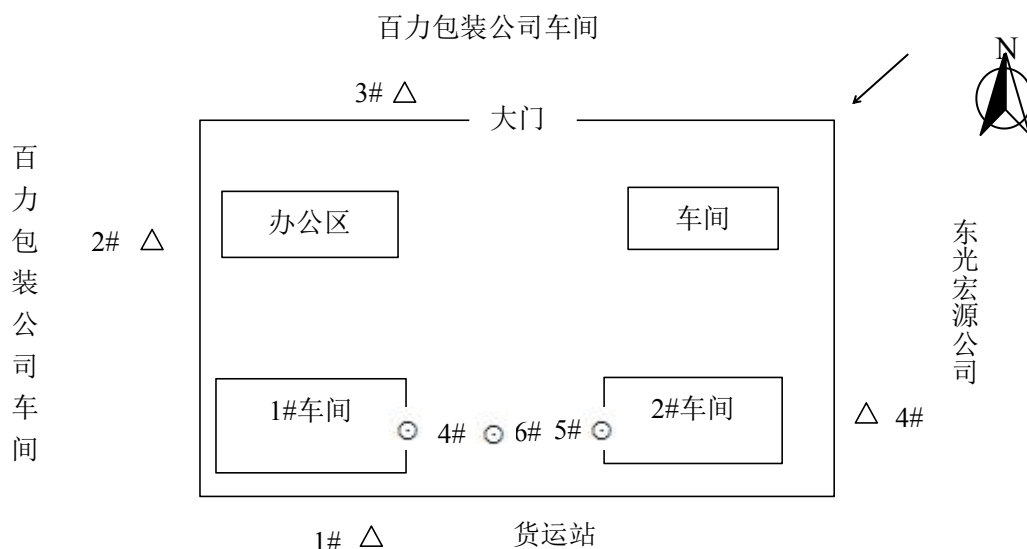 百力包装公司车间
N
3# △
大门
百力包装公司车间
办公区
车间
2# △
东光宏源公司
1#车间
2#车间
4# 6# 5#
△ 4#
1# △
货运站